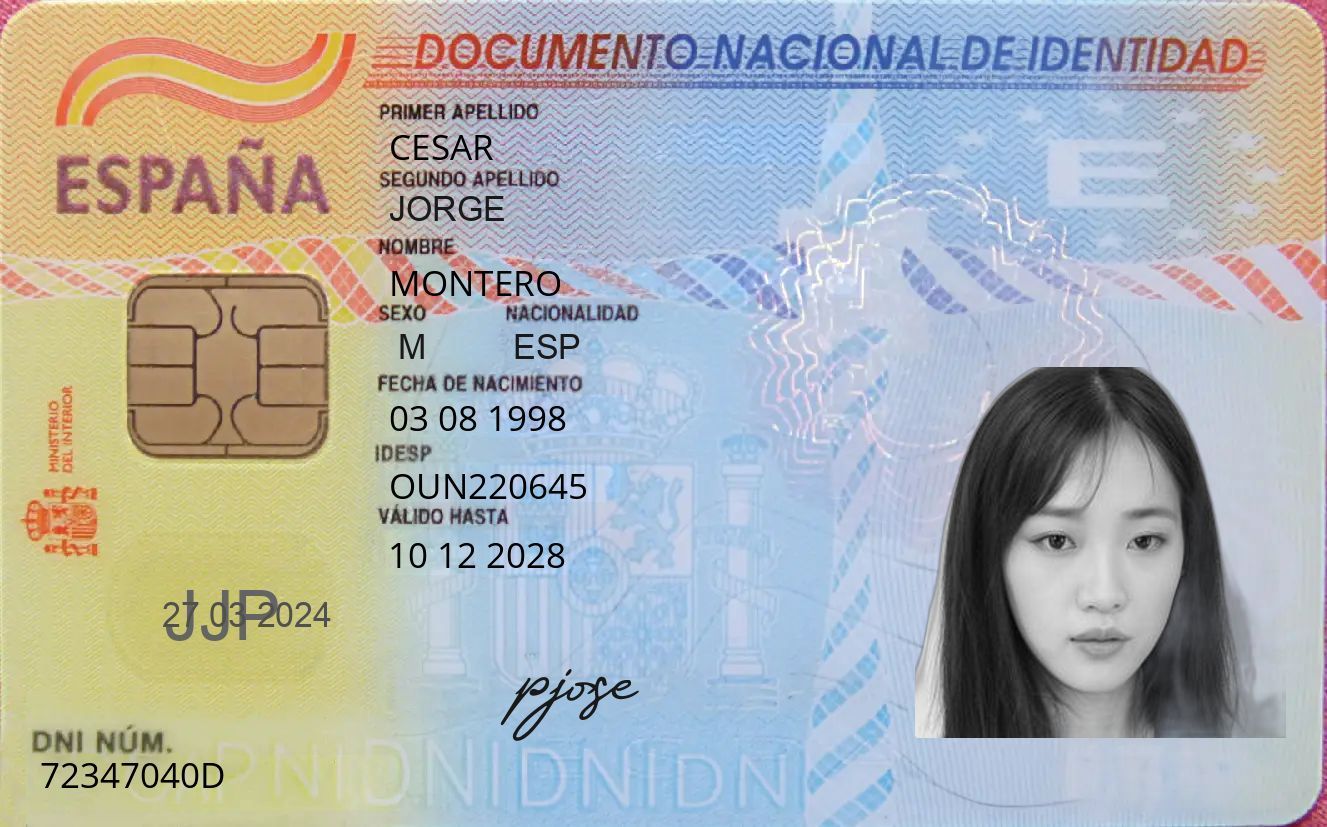 DOCUMENTO NACIONAL DE IDENTIDAD
ESPAÑA
PRIMER APELLIDO
CESAR
SEGUNDO APELLIDO
JORGE
NOMBRE
MONTERO
SEXO NACIONALIDAD
M ESP
FECHA DE NACIMIENTO
03 08 1998
IDESP
OUN220645
VÁLIDO HASTA
10 12 2028
MINISTERIO
DEL INTERIOR
E
27 03 2024
JJP
pjose
DNI NÚM.
72347040D
DNIDNIDNIDN